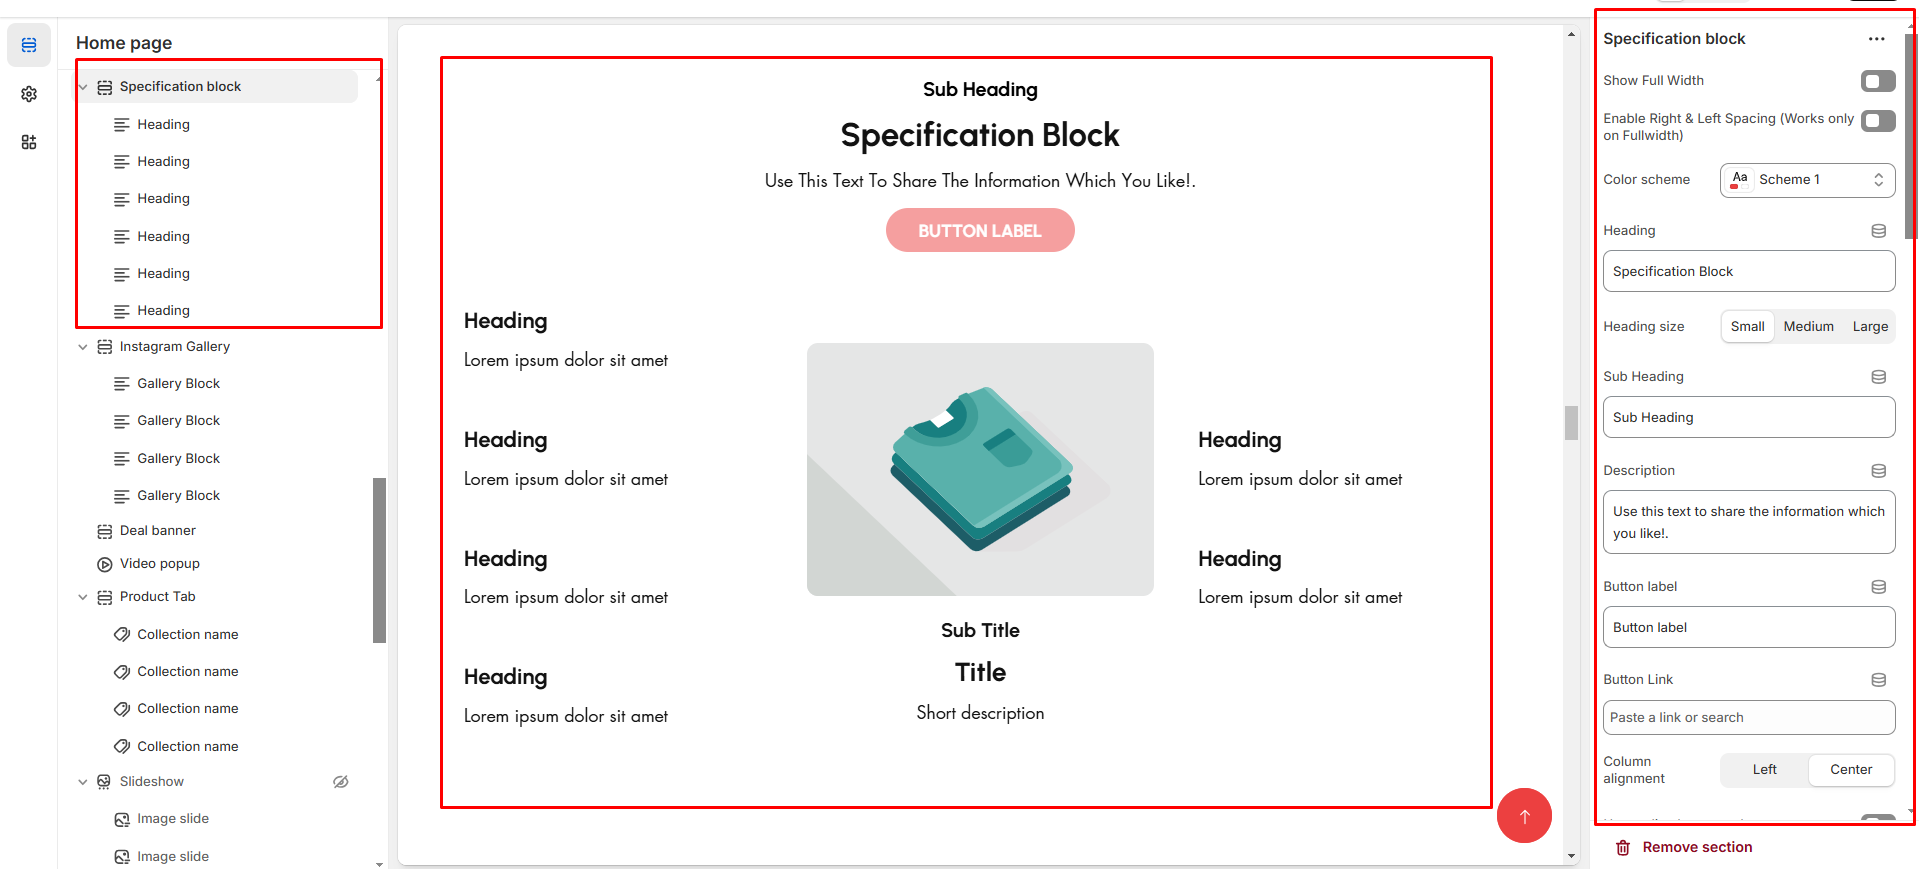 Home page
Specification block
Heading
Heading
Heading
Heading
Heading
Heading
Instagram Gallery
Gallery Block
Gallery Block
Gallery Block
Gallery Block
Deal banner
Video popup
Product Tab
Collection name
Collection name
Collection name
Collection name
Slideshow
Image slide
Image slide
Sub Heading
Specification Block
Use This Text To Share The Information Which You Like!.
BUTTON LABEL
Heading
Lorem ipsum dolor sit amet
Heading
Lorem ipsum dolor sit amet
Heading
Lorem ipsum dolor sit amet
Heading
Lorem ipsum dolor sit amet
Sub Title
Title
Short description
Heading
Lorem ipsum dolor sit amet
Heading
Lorem ipsum dolor sit amet
Specification block
Show Full Width
Enable Right & Left Spacing (Works only
on Fullwidth)
Color scheme
Aa
Scheme 1
Heading
Specification Block
Heading size
Small Medium Large
Sub Heading
Sub Heading
Description
Use this text to share the information which
you like!.
Button label
Button label
Button Link
Paste a link or search
Column
alignment
Left Center
Remove section